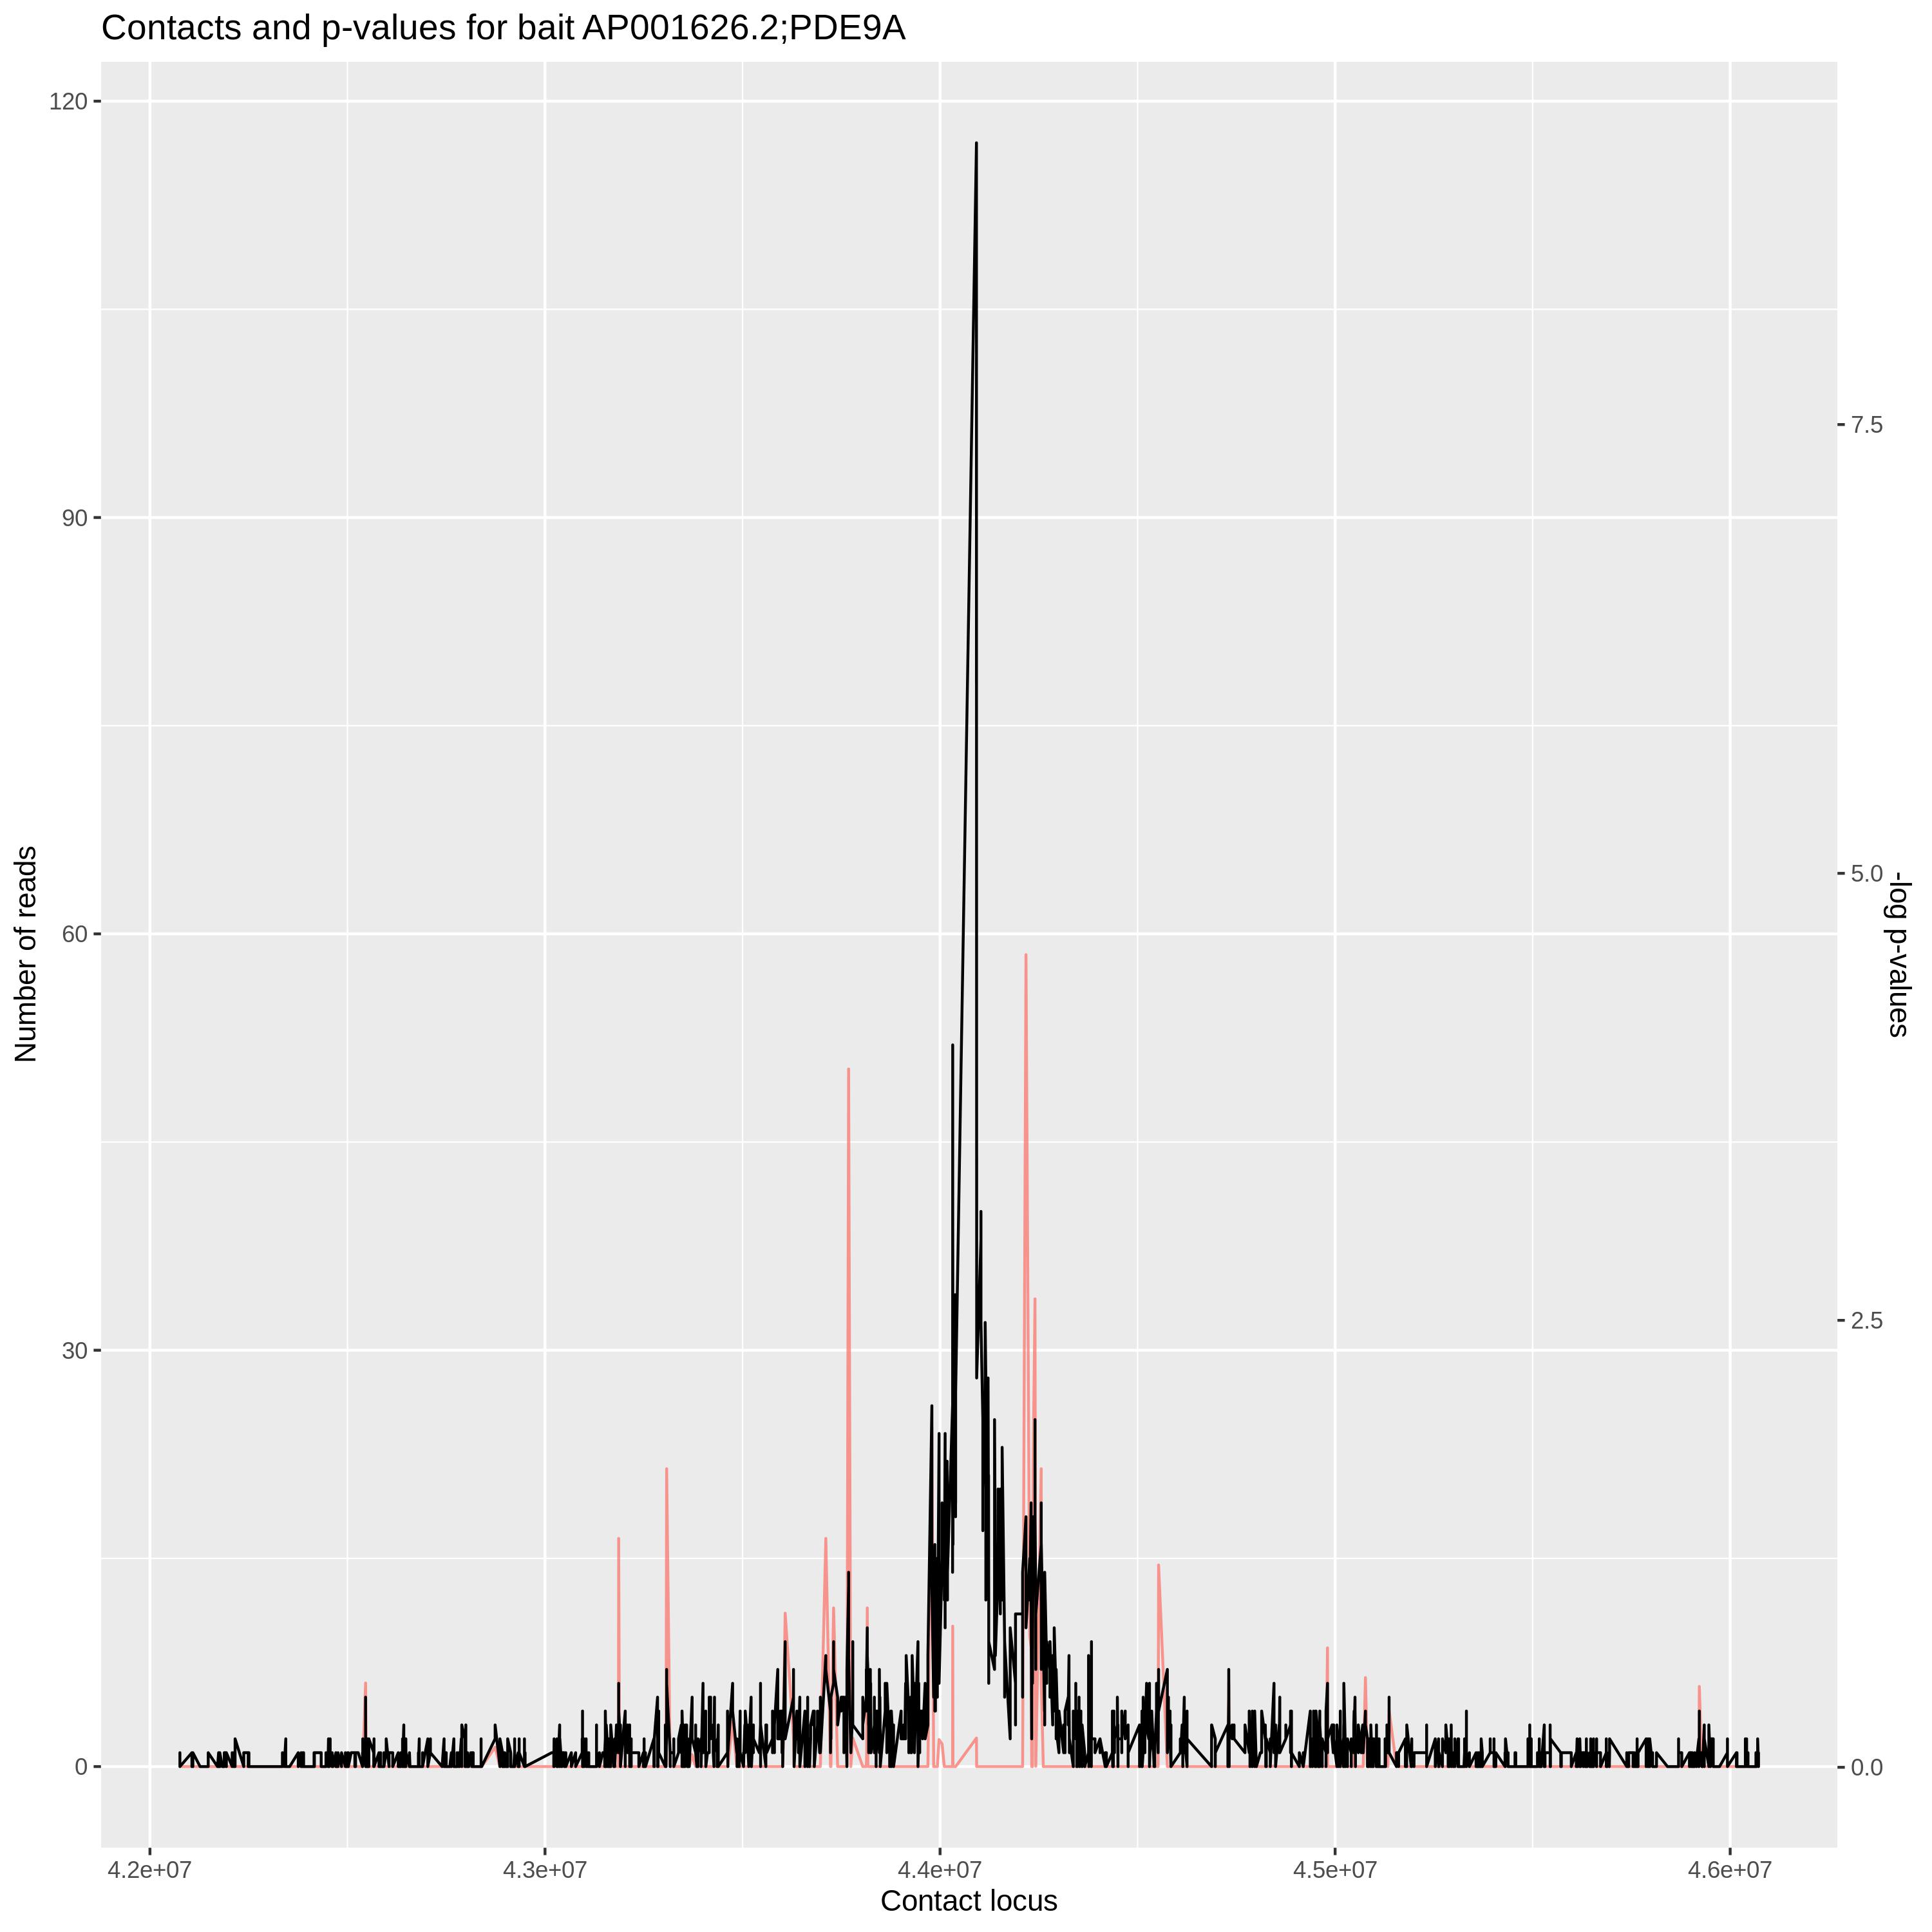 Contacts and p-values for bait AP001626.2;PDE9A
120
90
60
30
0
Number of reads
7.5
5.0
2.5
0.0
-log p-values
4.2e+07
4.3e+07
4.4e+07
4.5e+07
4.6e+07
Contact locus